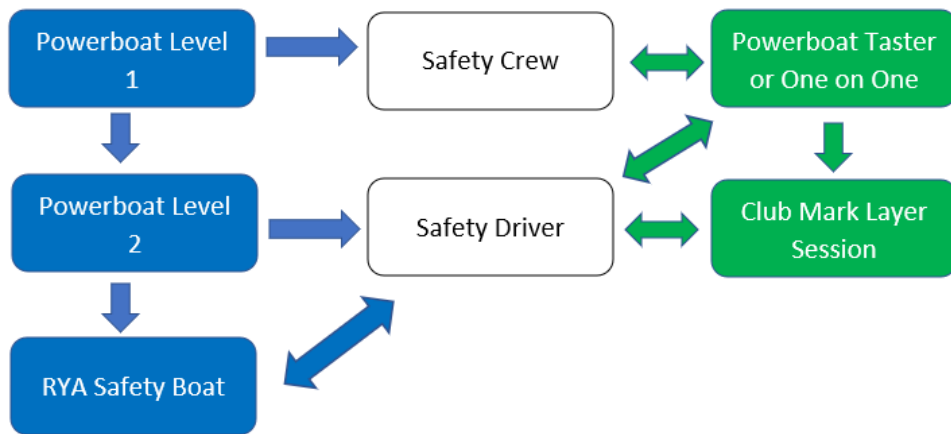 Powerboat Level
1
Safety Crew
Powerboat Taster
or One on One
Powerboat Level
2
Safety Driver
Club Mark Layer
Session
RYA Safety Boat